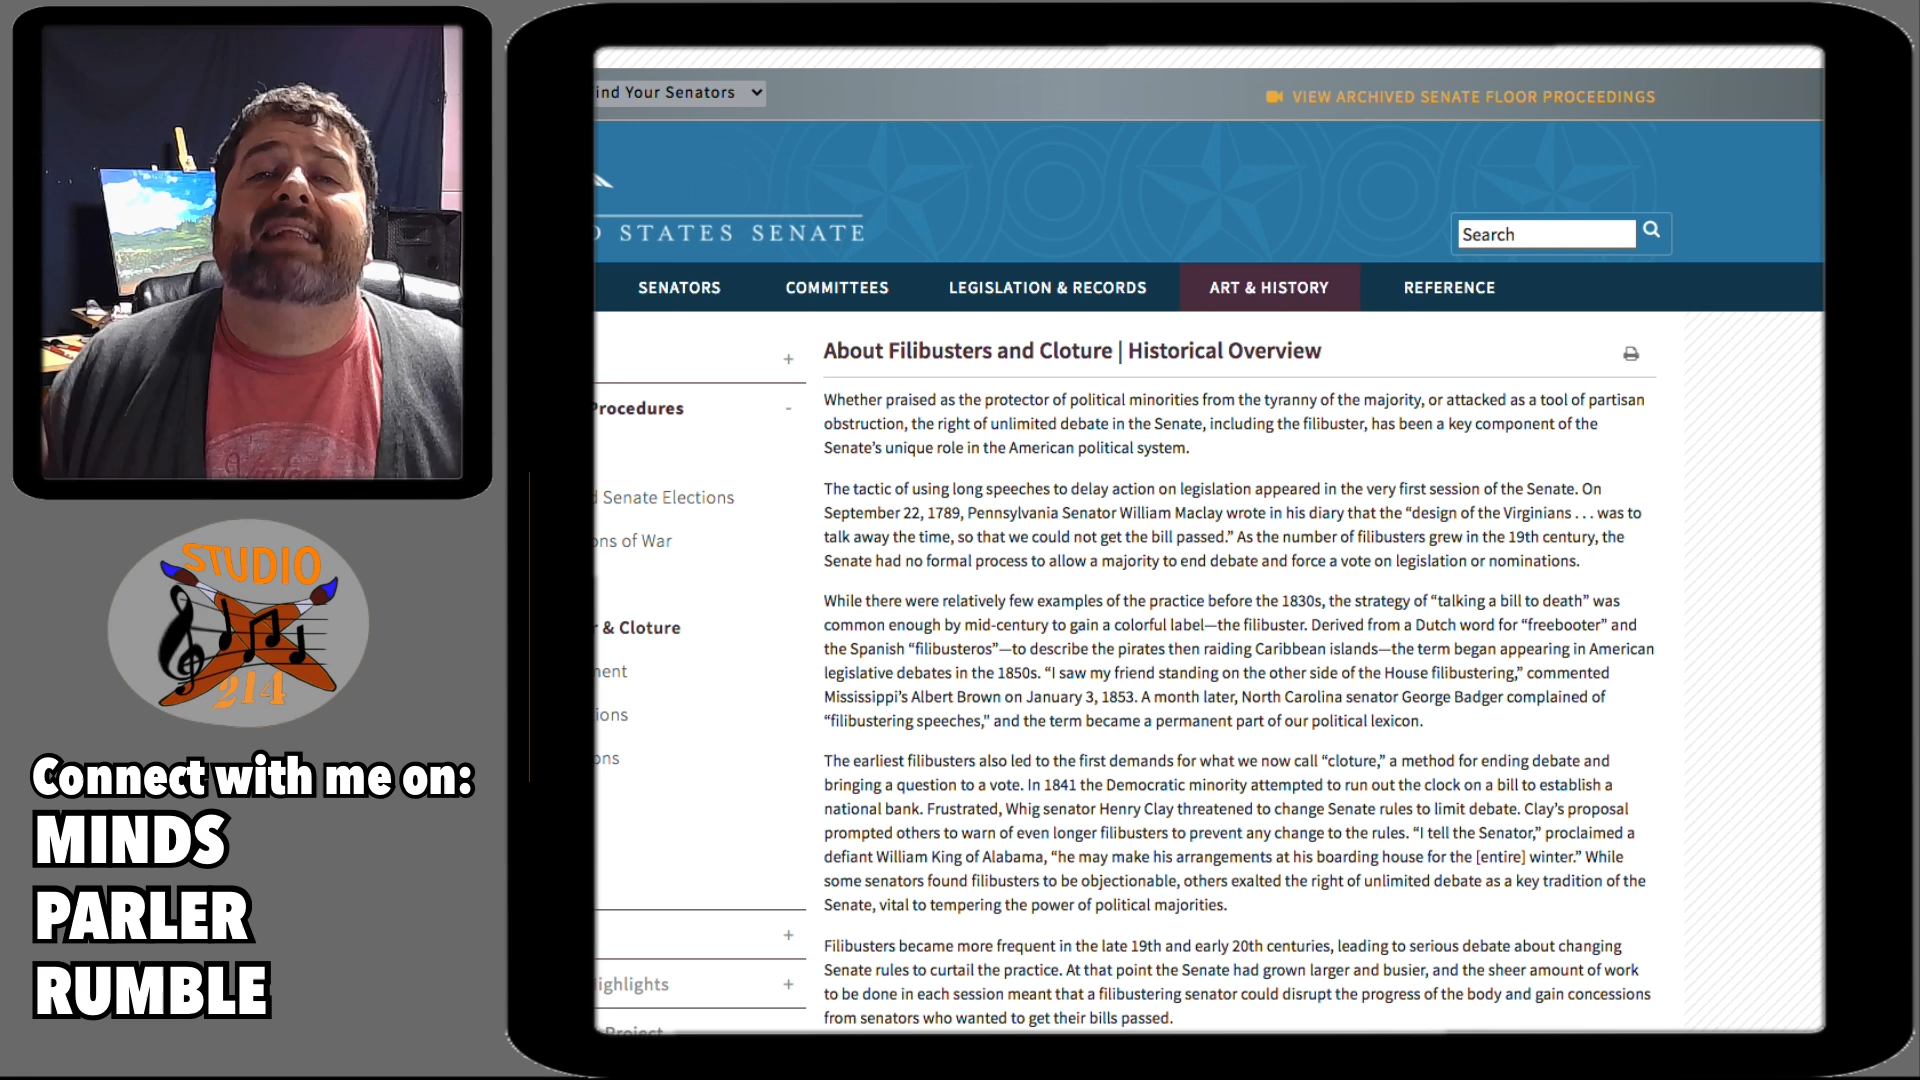 STUDIO
214
Connect with me on:
MINDS
PARLER
RUMBLE
ind Your Senators
VIEW ARCHIVED SENATE FLOOR PROCEEDINGS
STATES SENATE
Search
SENATORS
COMMITTEES
LEGISLATION & RECORDS
ART & HISTORY
REFERENCE
+
Procedures -
Senate Elections
ons of War
& Cloture
ions
ons
+
ighlights +
Project
About Filibusters and Cloture | Historical Overview
Whether praised as the protector of political minorities from the tyranny of the majority, or attacked as a tool of partisan
obstruction, the right of unlimited debate in the Senate, including the filibuster, has been a key component of the
Senate’s unique role in the American political system.
The tactic of using long speeches to delay action on legislation appeared in the very first session of the Senate. On
September 22, 1789, Pennsylvania Senator William Maclay wrote in his diary that the “design of the Virginians . . . was to
talk away the time, so that we could not get the bill passed.” As the number of filibusters grew in the 19th century, the
Senate had no formal process to allow a majority to end debate and force a vote on legislation or nominations.
While there were relatively few examples of the practice before the 1830s, the strategy of “talking a bill to death” was
common enough by mid-century to gain a colorful label—the filibuster. Derived from a Dutch word for “freebooter” and
the Spanish “filibusteros”—to describe the pirates then raiding Caribbean islands—the term began appearing in American
legislative debates in the 1850s. “I saw my friend standing on the other side of the House filibustering,” commented
Mississippi’s Albert Brown on January 3, 1853. A month later, North Carolina senator George Badger complained of
“filibustering speeches," and the term became a permanent part of our political lexicon.
The earliest filibusters also led to the first demands for what we now call “cloture,” a method for ending debate and
bringing a question to a vote. In 1841 the Democratic minority attempted to run out the clock on a bill to establish a
national bank. Frustrated, Whig senator Henry Clay threatened to change Senate rules to limit debate. Clay’s proposal
prompted others to warn of even longer filibusters to prevent any change to the rules. “I tell the Senator,” proclaimed a
defiant William King of Alabama, “he may make his arrangements at his boarding house for the [entire] winter.” While
some senators found filibusters to be objectionable, others exalted the right of unlimited debate as a key tradition of the
Senate, vital to tempering the power of political majorities.
Filibusters became more frequent in the late 19th and early 20th centuries, leading to serious debate about changing
Senate rules to curtail the practice. At that point the Senate had grown larger and busier, and the sheer amount of work
to be done in each session meant that a filibustering senator could disrupt the progress of the body and gain concessions
from senators who wanted to get their bills passed.